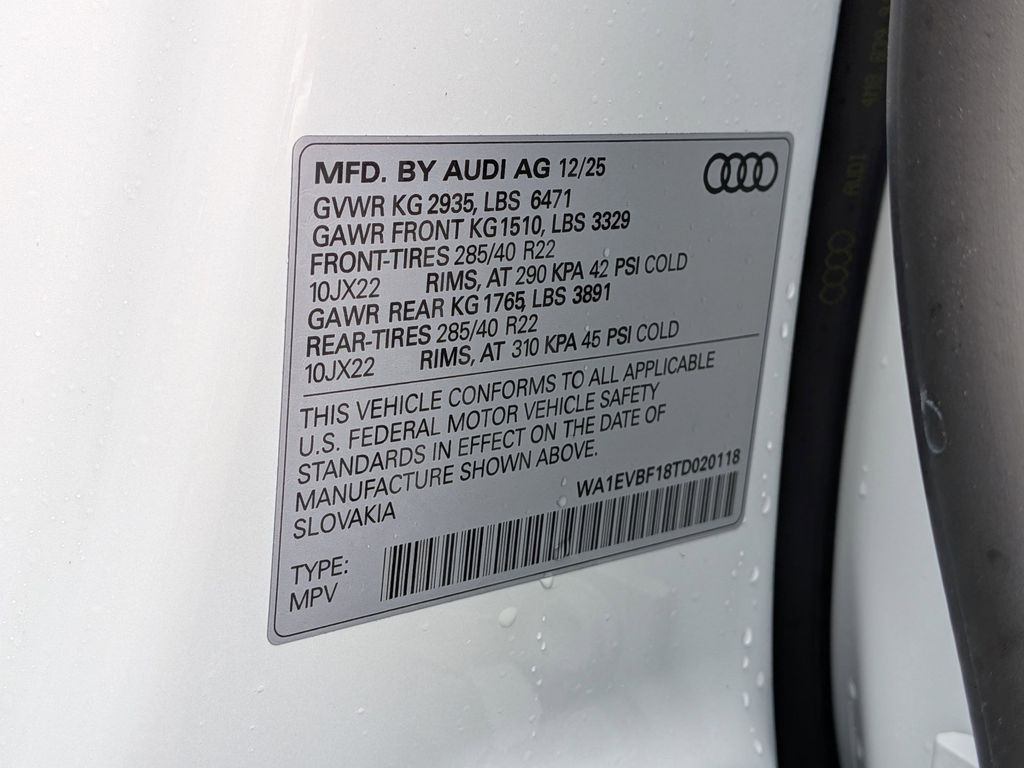 MFD. BY AUDI AG 12/25
GVWR KG 2935, LBS 6471
GAWR FRONT KG1510, LBS 3329
FRONT-TIRES 285/40 R22
10JX22 RIMS, AT 290 KPA 42 PSI COLD
GAWR REAR KG 1765, LBS 3891
REAR-TIRES 285/40 R22
10JX22 RIMS, AT 310 KPA 45 PSI COLD
THIS VEHICLE CONFORMS TO ALL APPLICABLE
U.S. FEDERAL MOTOR VEHICLE SAFETY
STANDARDS IN EFFECT ON THE DATE OF
MANUFACTURE SHOWN ABOVE.
SLOVAKIA
WA1EVBF18TD020118
TYPE:
MPV
AUDI